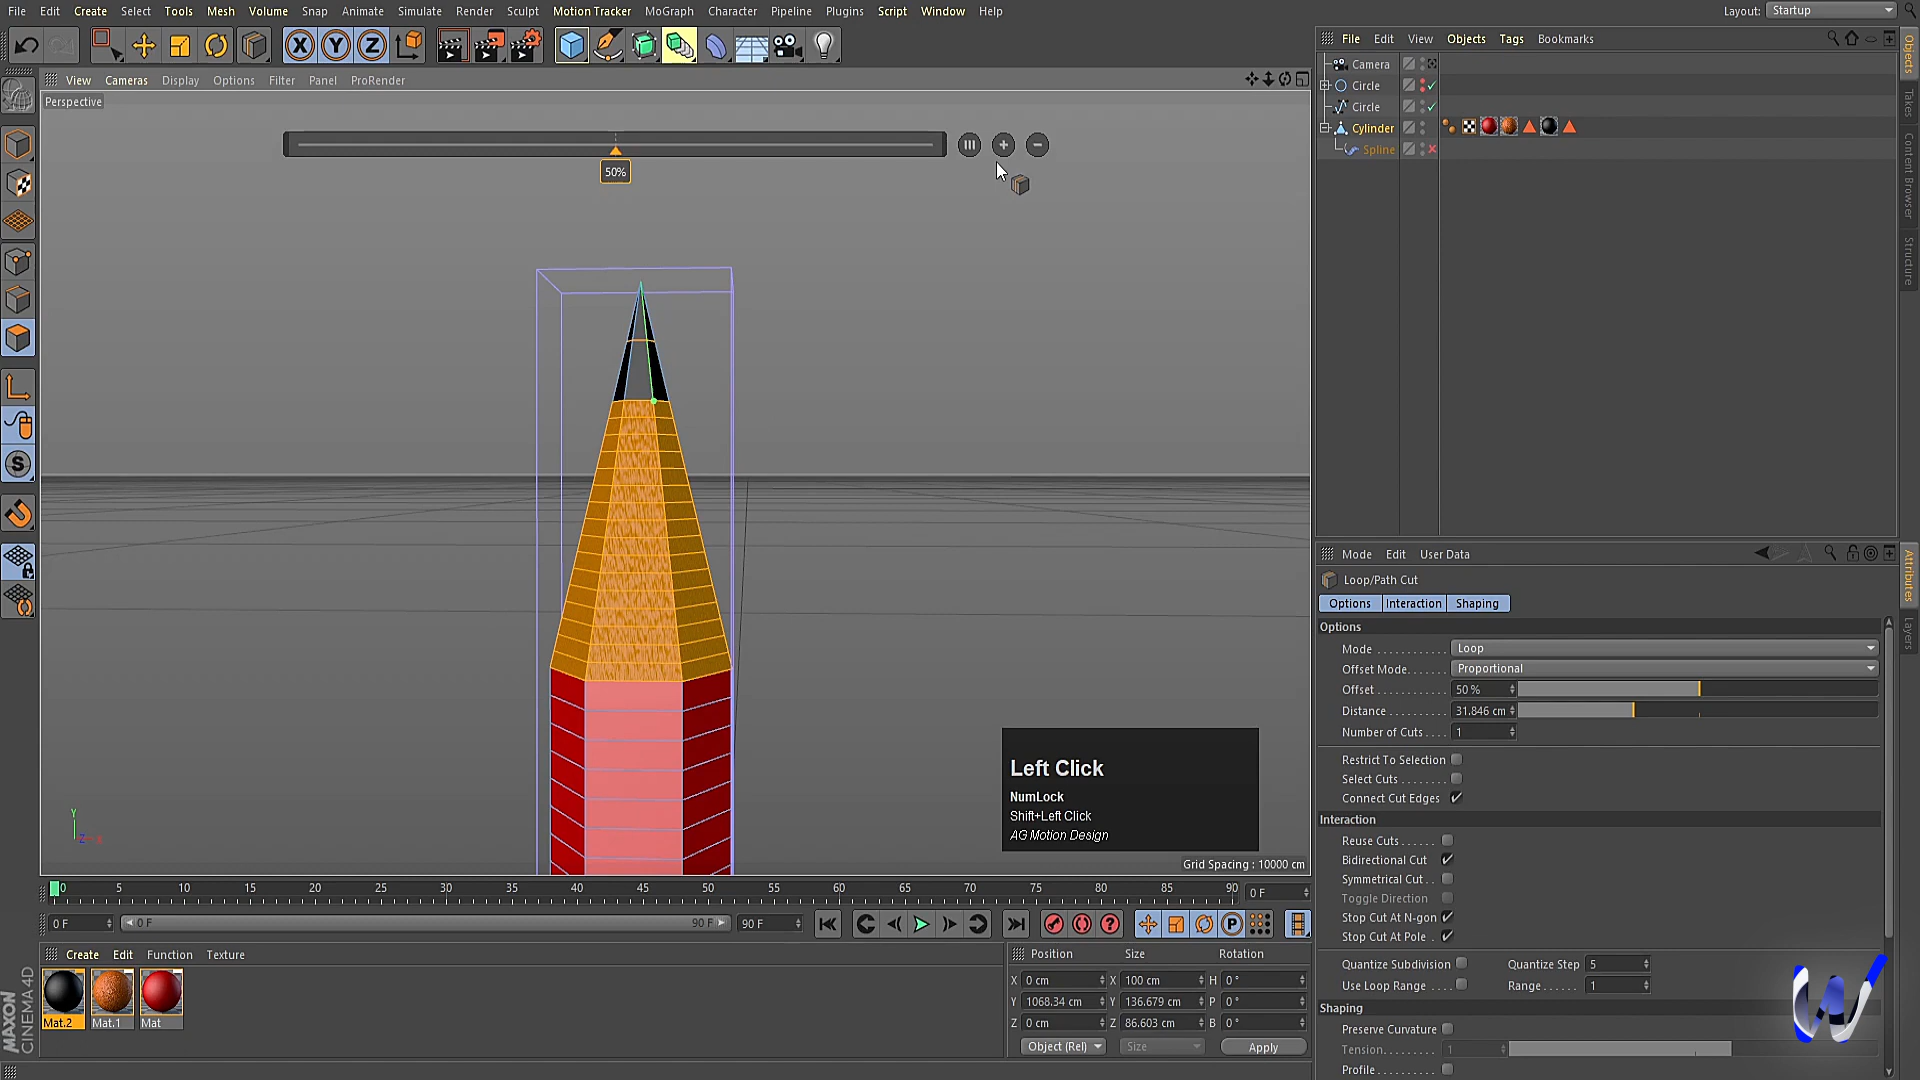 File Edit Create Select Tools Mesh Volume Snap Animate Simulate Render Sculpt Motion Tracker MoGraph Character Pipeline Plugins Script Window Help
Layout: Startup
X Y Z
View Cameras Display Options Filter Panel ProRender
Perspective
50%
File Edit View Objects Tags Bookmarks
Camera
Circle
Circle
Cylinder
Spline
Objects
Takes
Content Browser
Structure
Mode Edit User Data
Loop/Path Cut
Options Interaction Shaping
Options
Mode Loop
Offset Mode Proportional
Offset 50 %
Distance 31.846 cm
Number of Cuts 1
Restrict To Selection
Select Cuts
Connect Cut Edges
Interaction
Reuse Cuts
Bidirectional Cut
Symmetrical Cut
Toggle Direction
Stop Cut At N-gon
Stop Cut At Pole
Quantize Subdivision Quantize Step 5
Use Loop Range Range 1
Shaping
Preserve Curvature
Tension 1
Profile
Attributes
Layers
Left Click
NumLock
Shift+Left Click
AG Motion Design
Grid Spacing : 10000 cm
Y
Z X
0 5 10 15 20 25 30 35 40 45 50 55 60 65 70 75 80 85 90
0 F
0 F 0 F 90 F 90 F
P
Create Edit Function Texture
Mat.2 Mat.1 Mat
Position Size Rotation
X 0 cm X 100 cm H 0 °
Y 1068.34 cm Y 136.679 cm P 0 °
Z 0 cm Z 86.603 cm B 0 °
Object (Rel) Size Apply
MAXON
CINEMA 4D
W